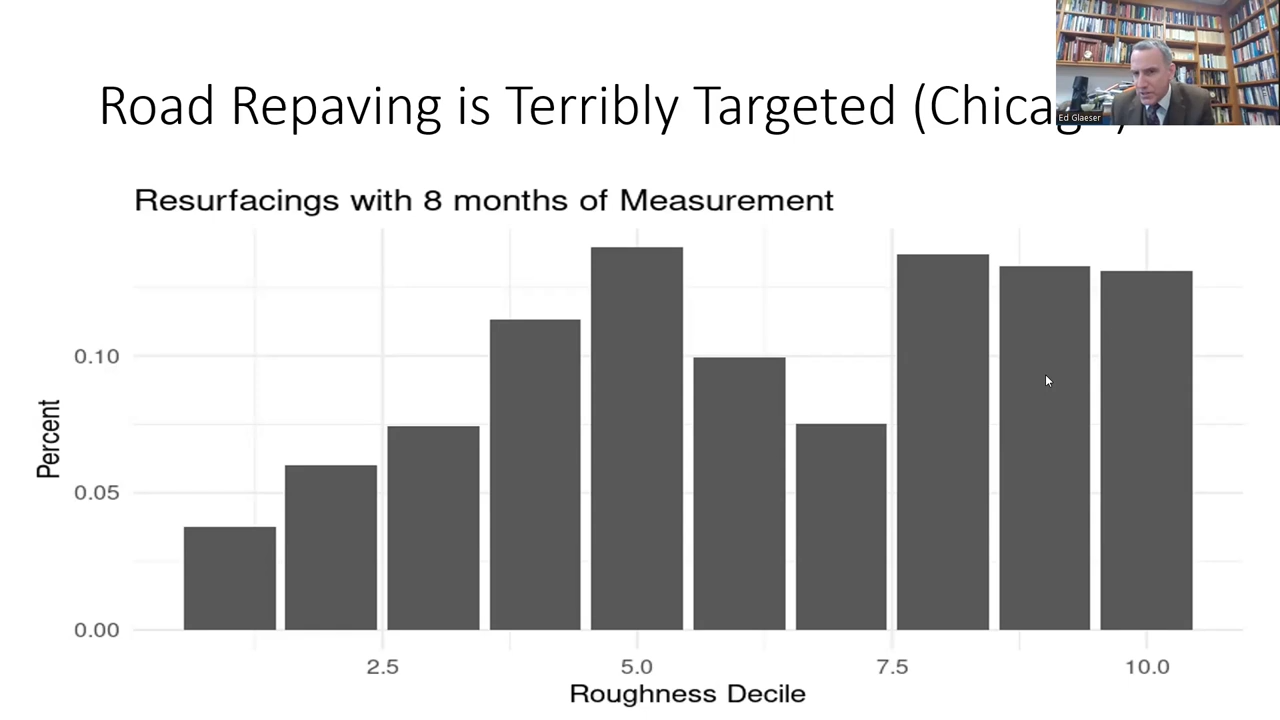 Road Repaving is Terribly Targeted (Chicag
Ed Glaeser
Resurfacings with 8 months of Measurement
Percent
0.10
0.05
0.00
2.5 5.0 7.5 10.0
Roughness Decile